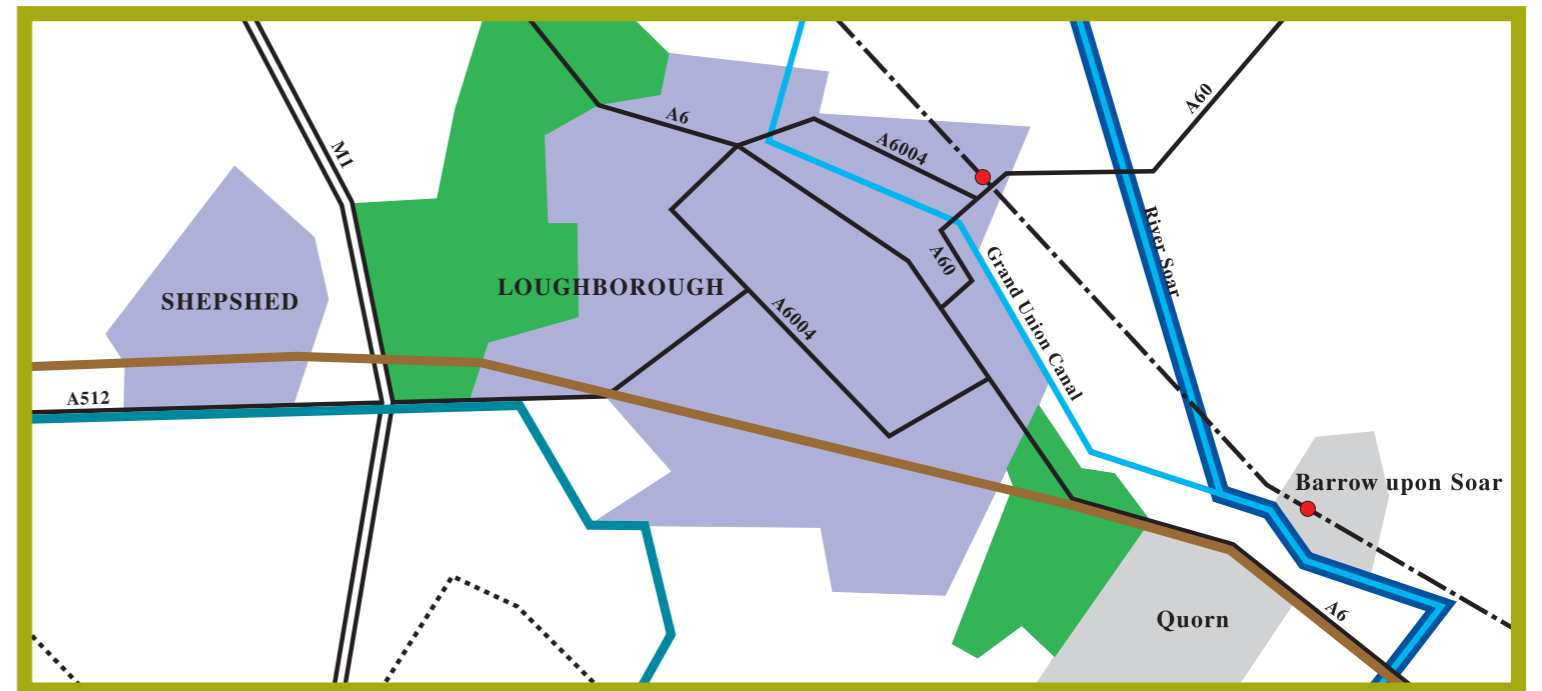 M1
A6
A6004
A60
River Soar
SHEPSHED
LOUGHBOROUGH
A60
Grand Union Canal
A6004
A512
Barrow upon Soar
Quorn
A6